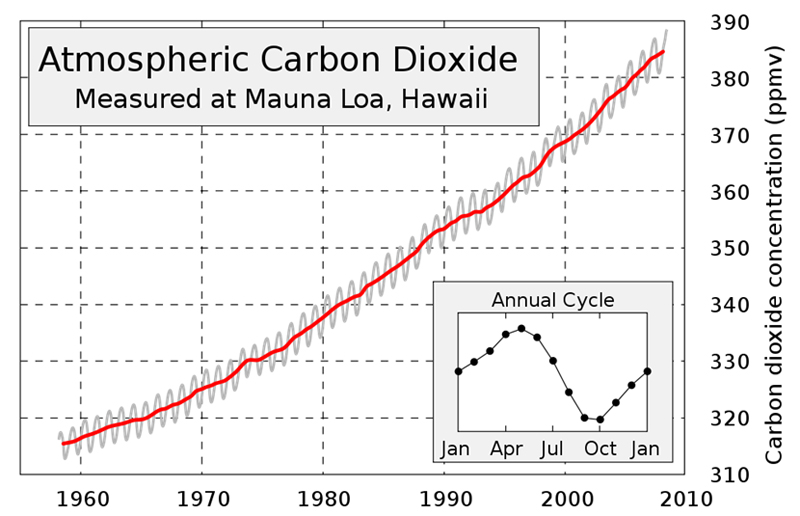 Atmospheric Carbon Dioxide
Measured at Mauna Loa, Hawaii
390
380
370
360
350
340
330
320
310
Carbon dioxide concentration (ppmv)
Annual Cycle
Jan Apr Jul Oct Jan
1960 1970 1980 1990 2000 2010